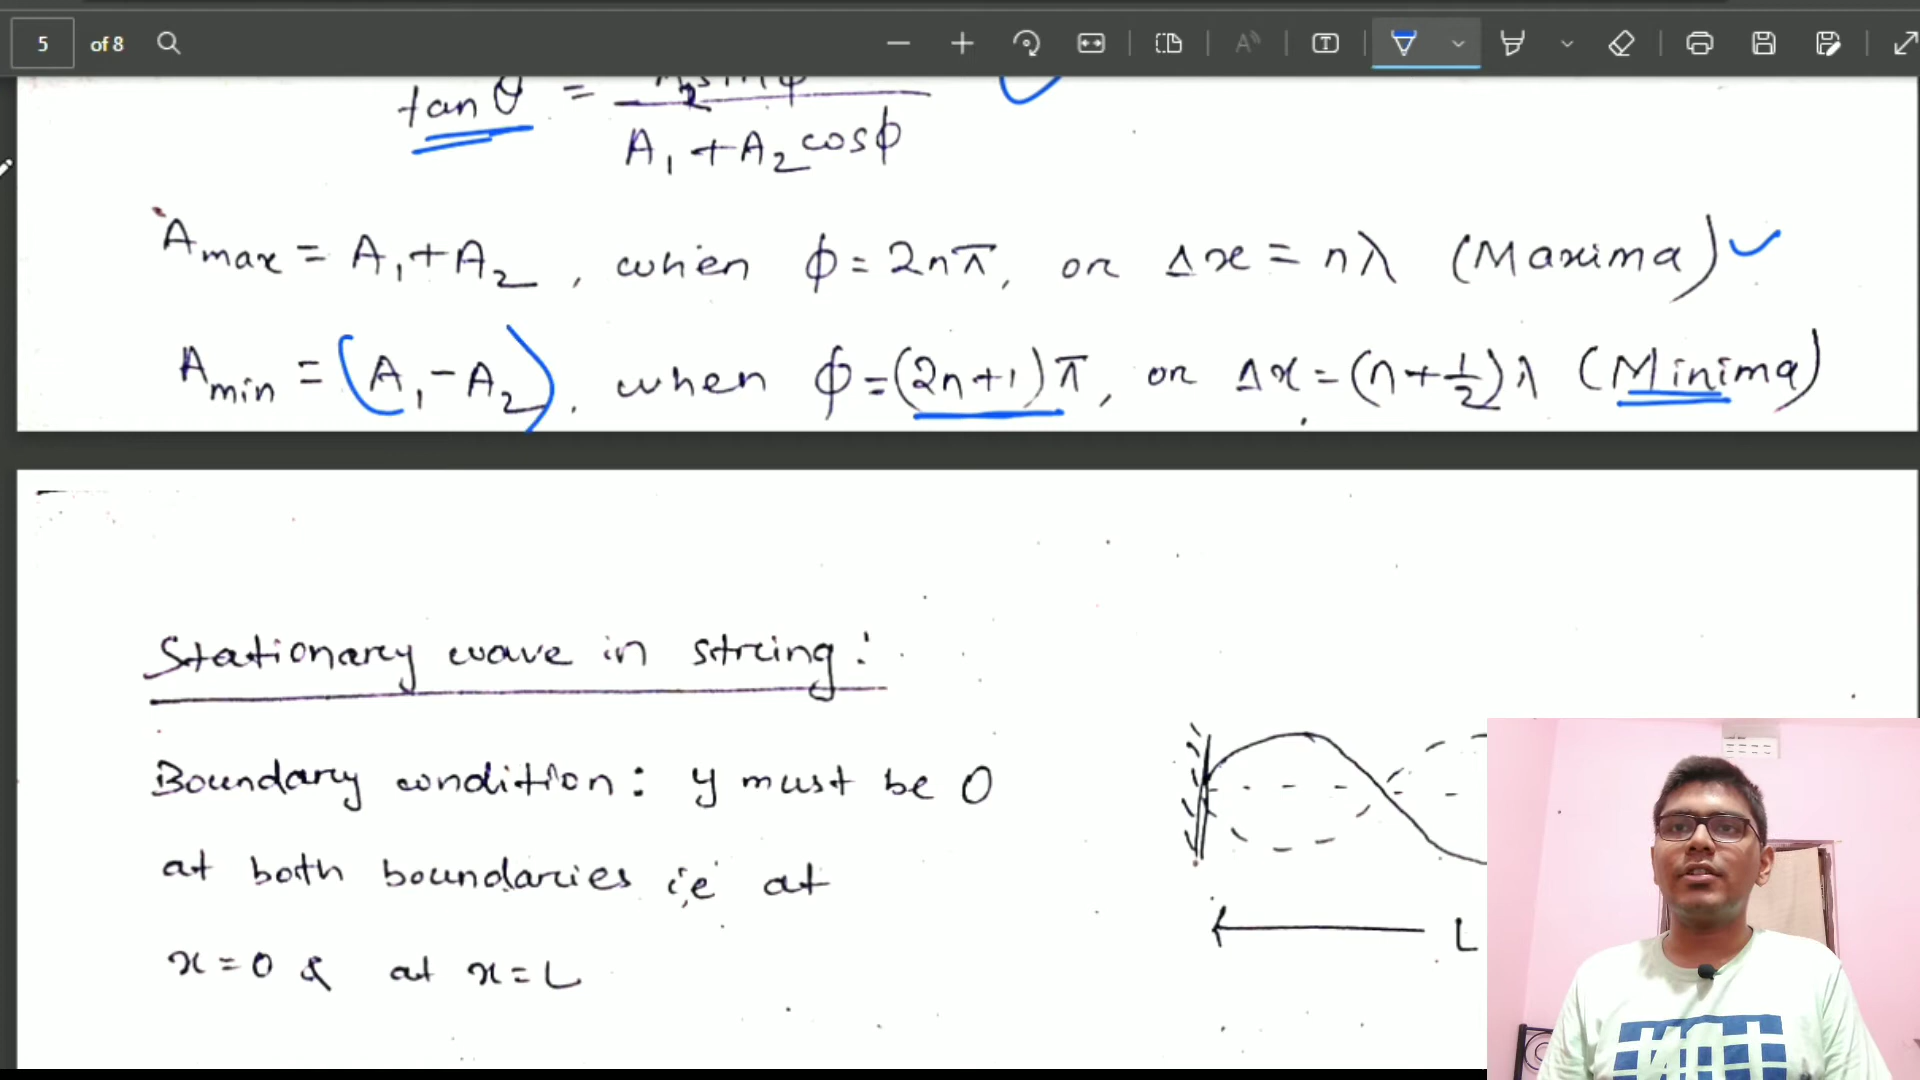 5 of 8
tan θ = A₂ sin ϕ / A₁ + A₂ cosϕ
Amax = A₁ + A₂, when ϕ = 2nπ, or Δx = nλ (Maxima)
Amin = (A₁ - A₂), when ϕ = (2n+1)π, or Δx = (n + 1/2)λ (Minima)
Stationary wave in string:
Boundary condition: y must be 0
at both boundaries i.e at
x = 0 & at x = L
L